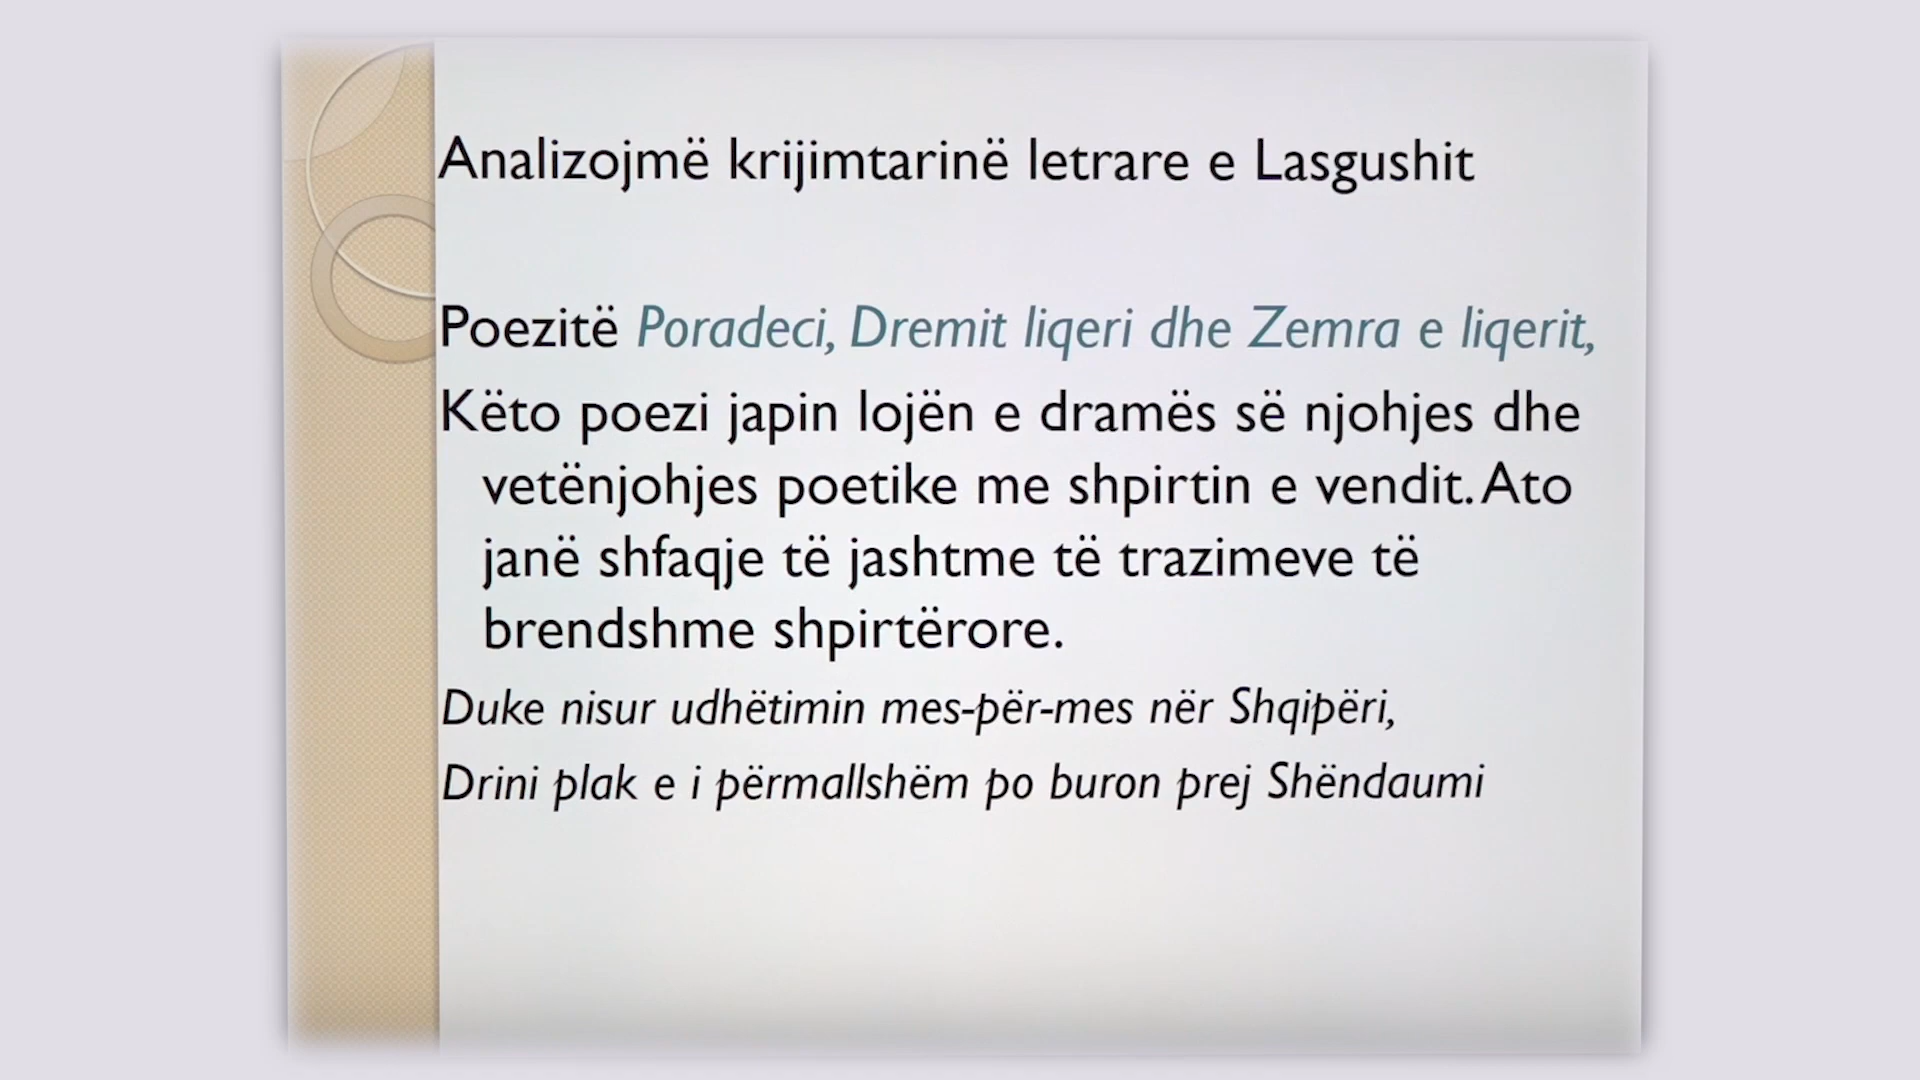 Analizojmë krijimtarinë letrare e Lasgushit
Poezitë Poradeci, Dremit liqeri dhe Zemra e liqerit,
Këto poezi japin lojën e dramës së njohjes dhe
vetënjohjes poetike me shpirtin e vendit. Ato
janë shfaqje të jashtme të trazimeve të
brendshme shpirtërore.
Duke nisur udhëtimin mes-për-mes nër Shqipëri,
Drini plak e i përmallshëm po buron prej Shëndaumi